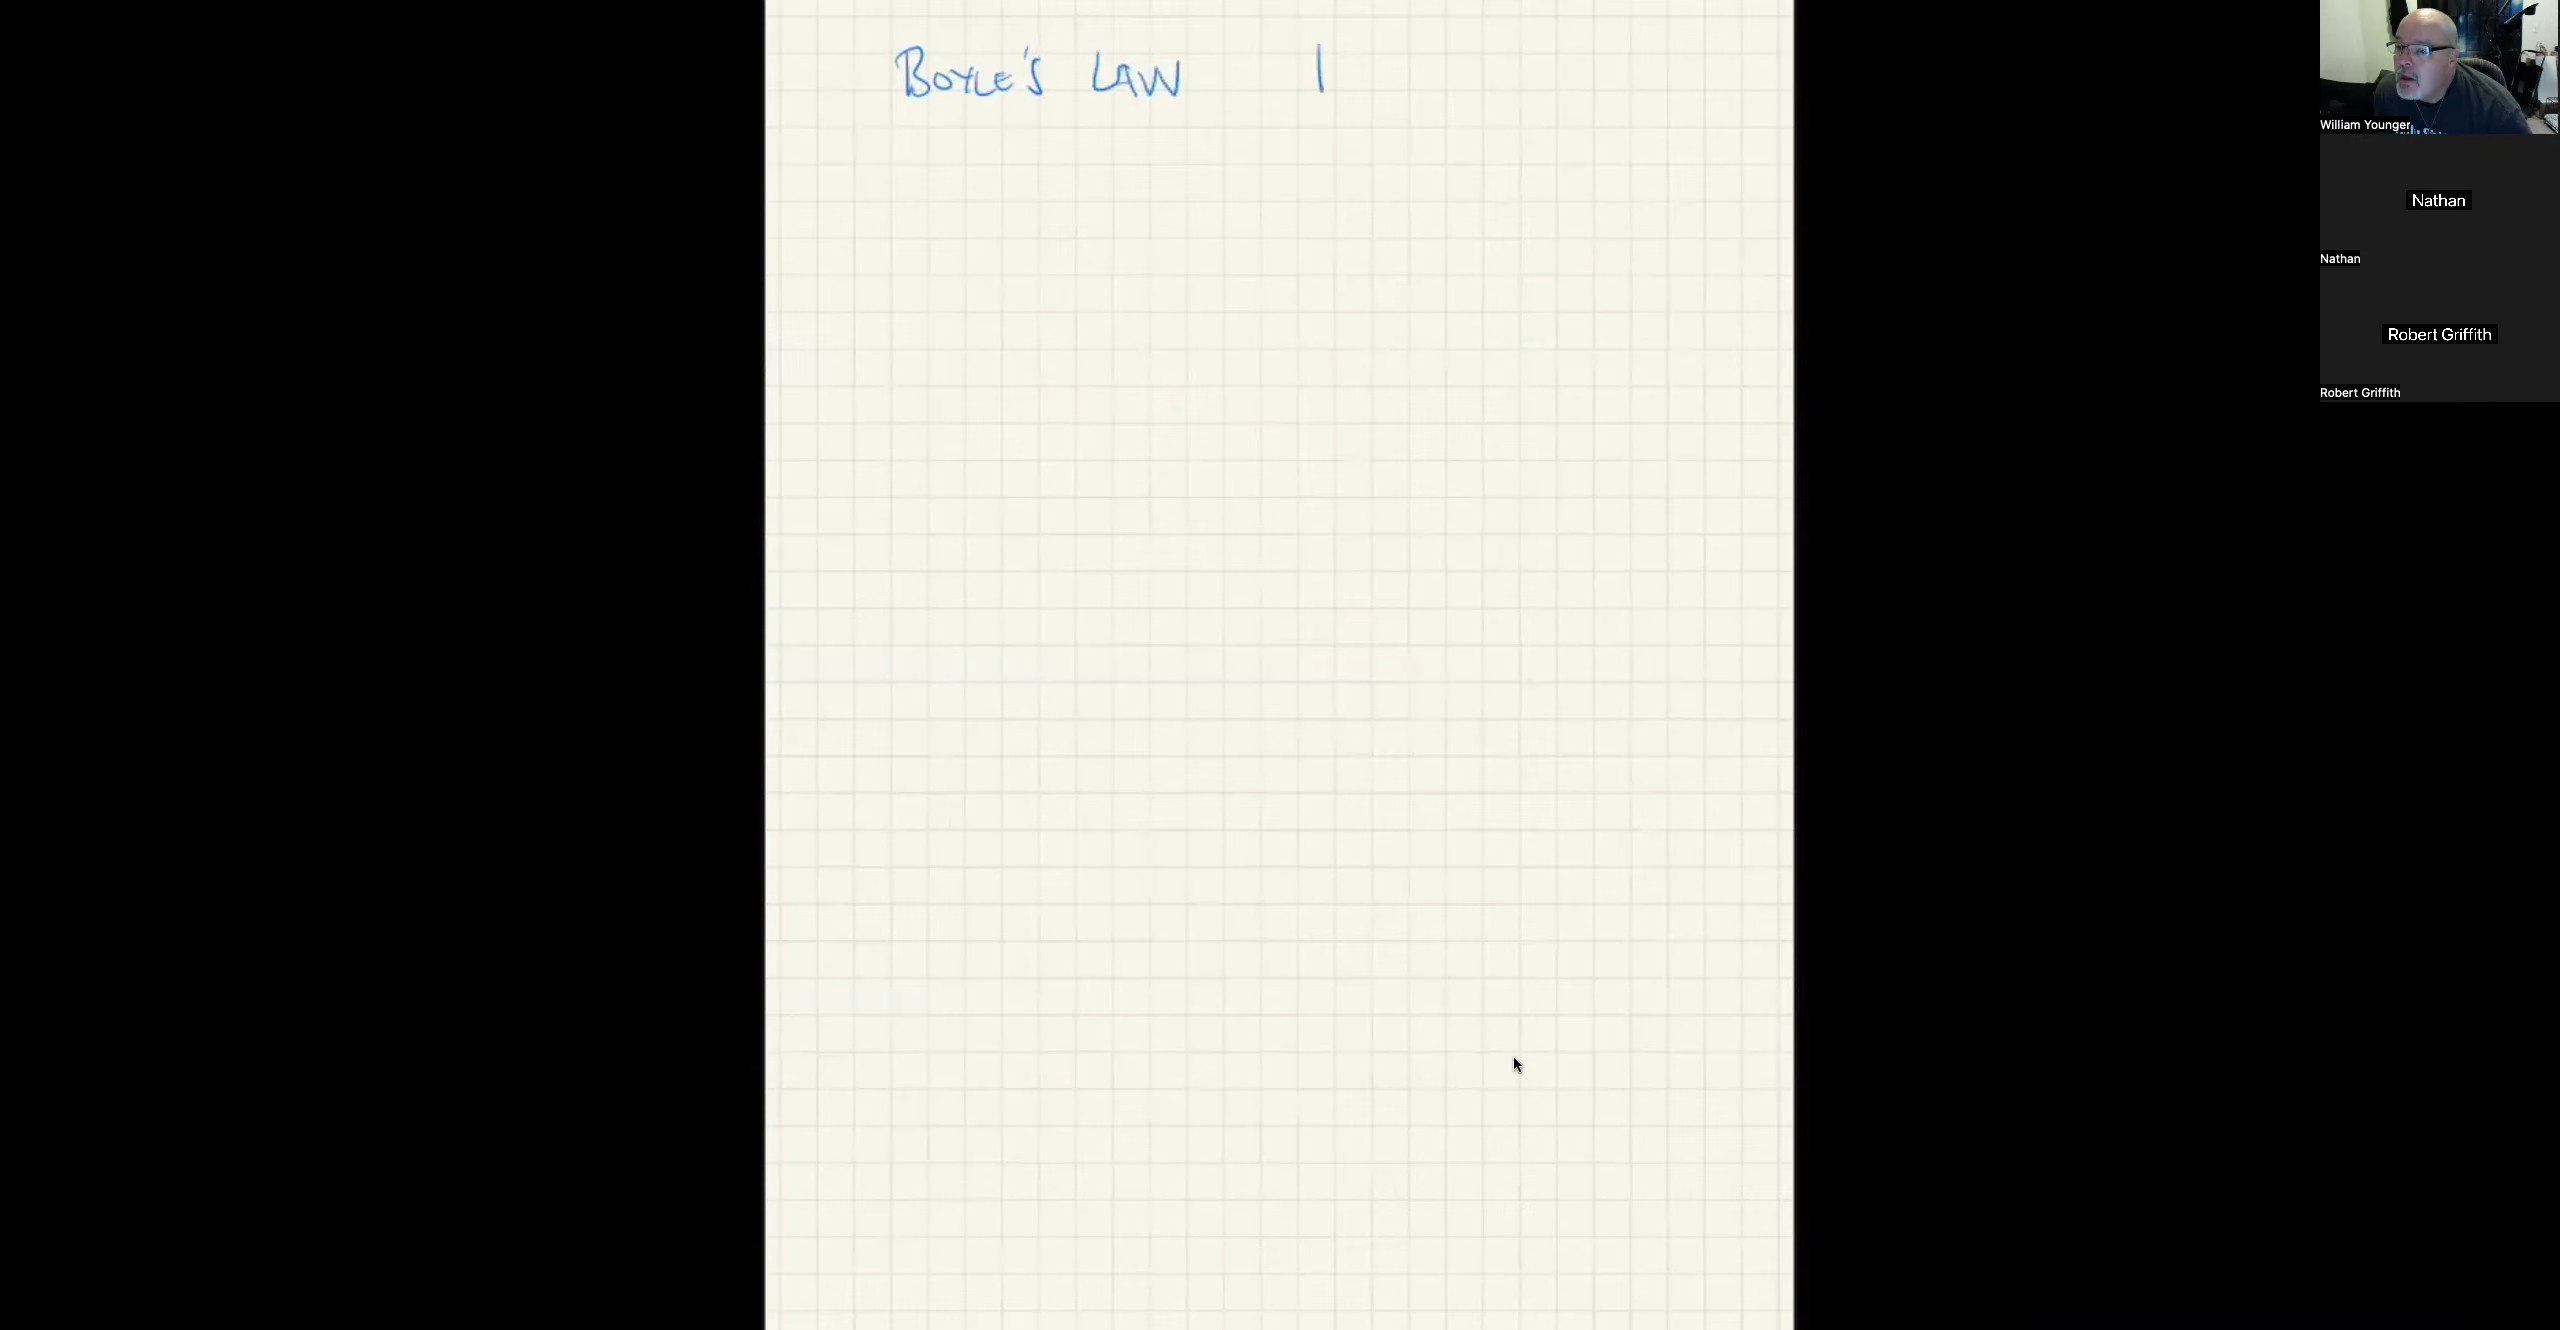 BOYLE'S LAW |
William Younger
Nathan
Nathan
Robert Griffith
Robert Griffith